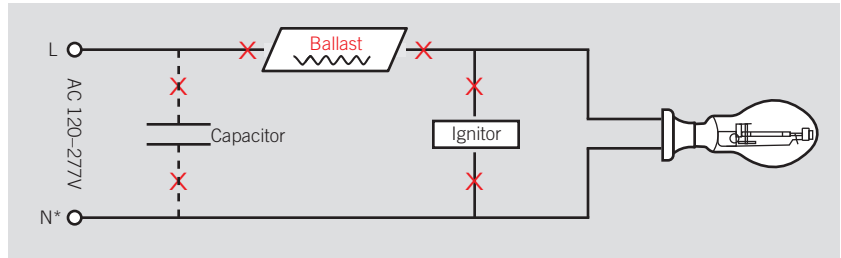 L
Ballast
AC 120–277V
Capacitor
Ignitor
N*